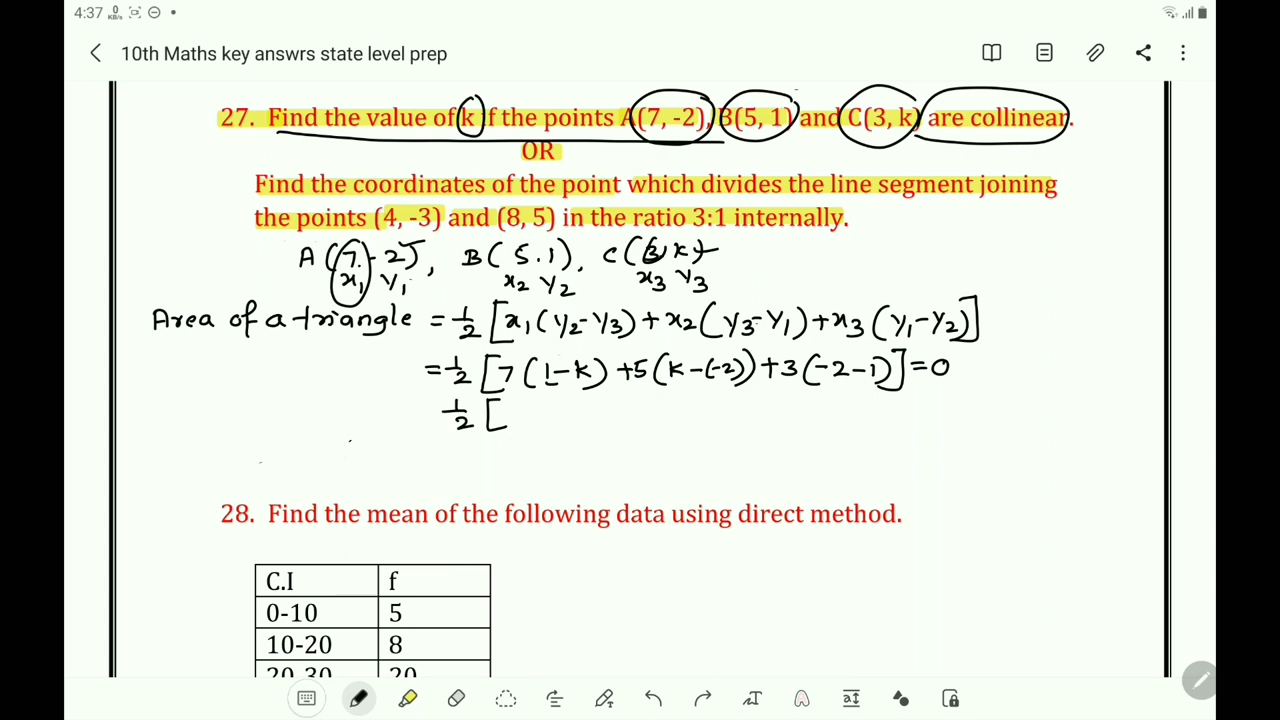 4:37 0 KB/s
10th Maths key answrs state level prep
27. Find the value of k if the points A(7, -2), B(5, 1) and C(3, k) are collinear.
OR
Find the coordinates of the point which divides the line segment joining
the points (4, -3) and (8, 5) in the ratio 3:1 internally.
A (7, -2), B( 5, 1), C(3, k)
x₁ y₁ x₂ y₂ x₃ y₃
Area of a triangle = 1/2 [x₁(y₂-y₃) + x₂(y₃-y₁) + x₃(y₁-y₂)]
= 1/2 [7(1-k) + 5(k-(-2)) + 3(-2-1)] = 0
1/2 [
28. Find the mean of the following data using direct method.
C.I f
0-10 5
10-20 8
20-30 20